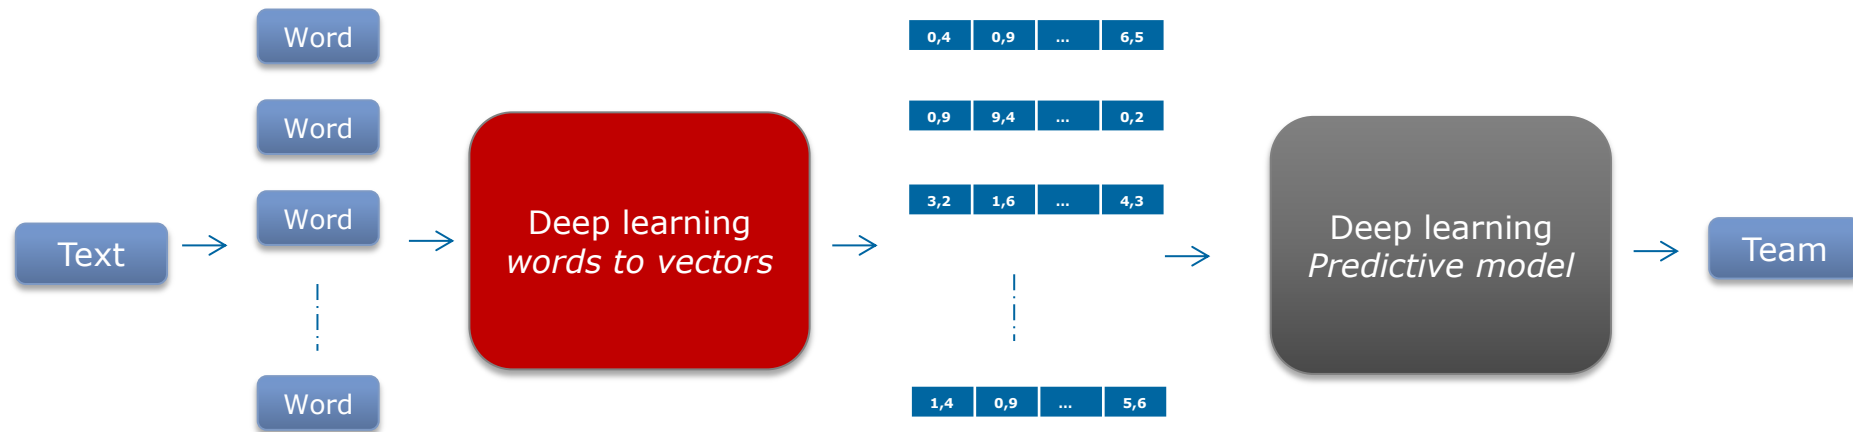 Text
Word
Word
Word
Word
Deep learning
words to vectors
0,4 0,9 ... 6,5
0,9 9,4 ... 0,2
3,2 1,6 ... 4,3
1,4 0,9 ... 5,6
Deep learning
Predictive model
Team